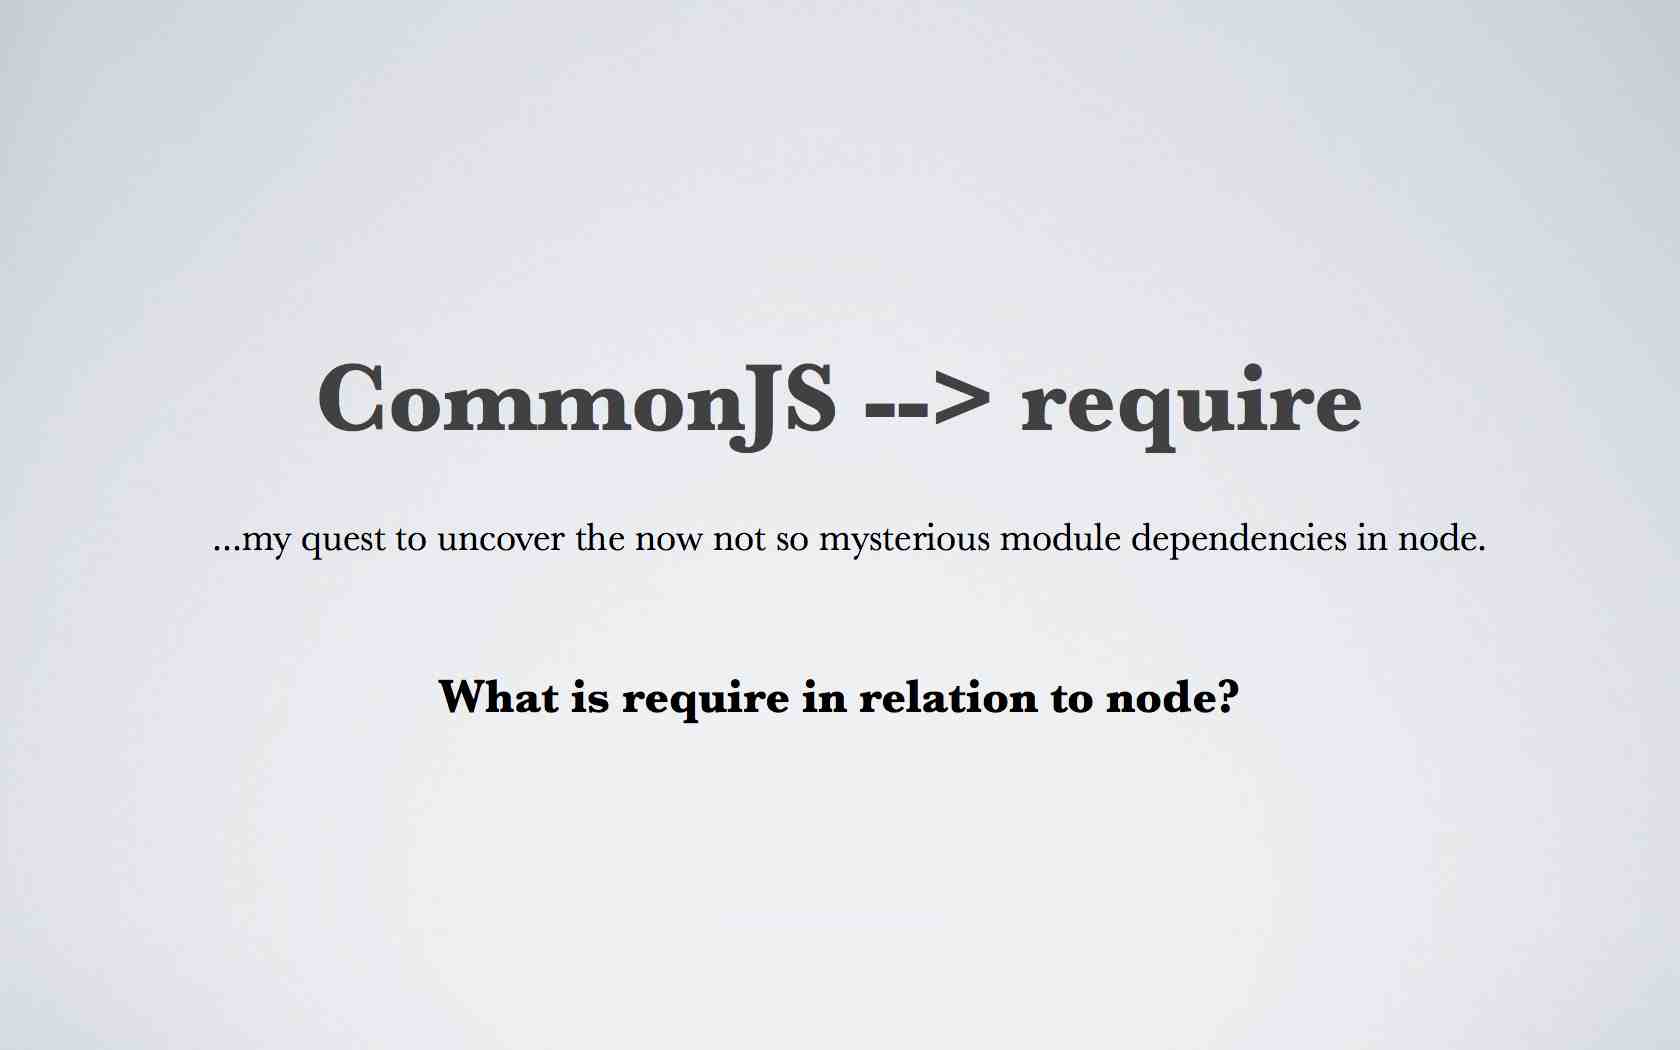 CommonJS --> require
...my quest to uncover the now not so mysterious module dependencies in node.
What is require in relation to node?